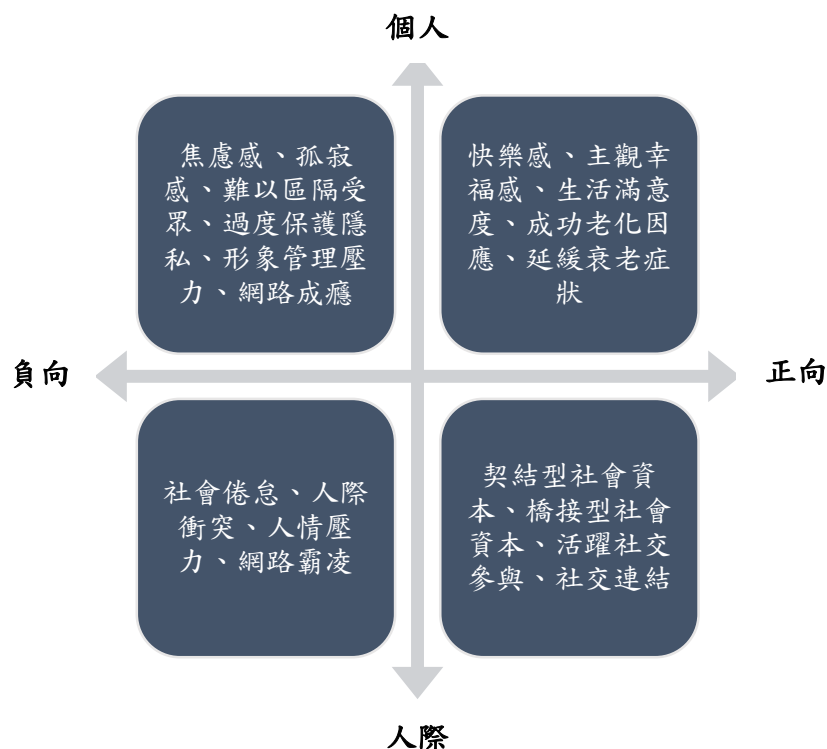 個人
焦慮感、孤寂
感、難以區隔受
眾、過度保護隱
私、形象管理壓
力、網路成癮
快樂感、主觀幸
福感、生活滿意
度、成功老化因
應、延緩衰老症
狀
負向
正向
社會倦怠、人際
衝突、人情壓
力、網路霸凌
契結型社會資
本、橋接型社會
資本、活躍社交
參與、社交連結
人際